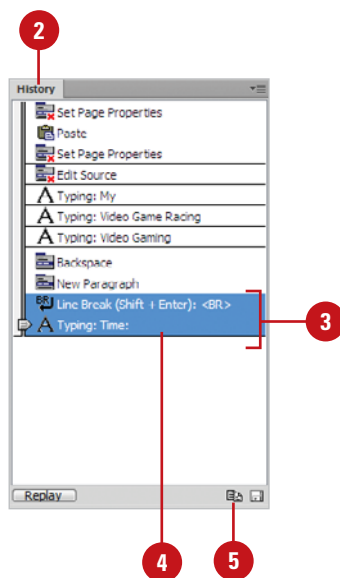 2
History
Set Page Properties
Paste
Set Page Properties
Edit Source
Typing: My
Typing: Video Game Racing
Typing: Video Gaming
Backspace
New Paragraph
BR Line Break (Shift + Enter): <BR>
Typing: Time:
3
Replay
4
5